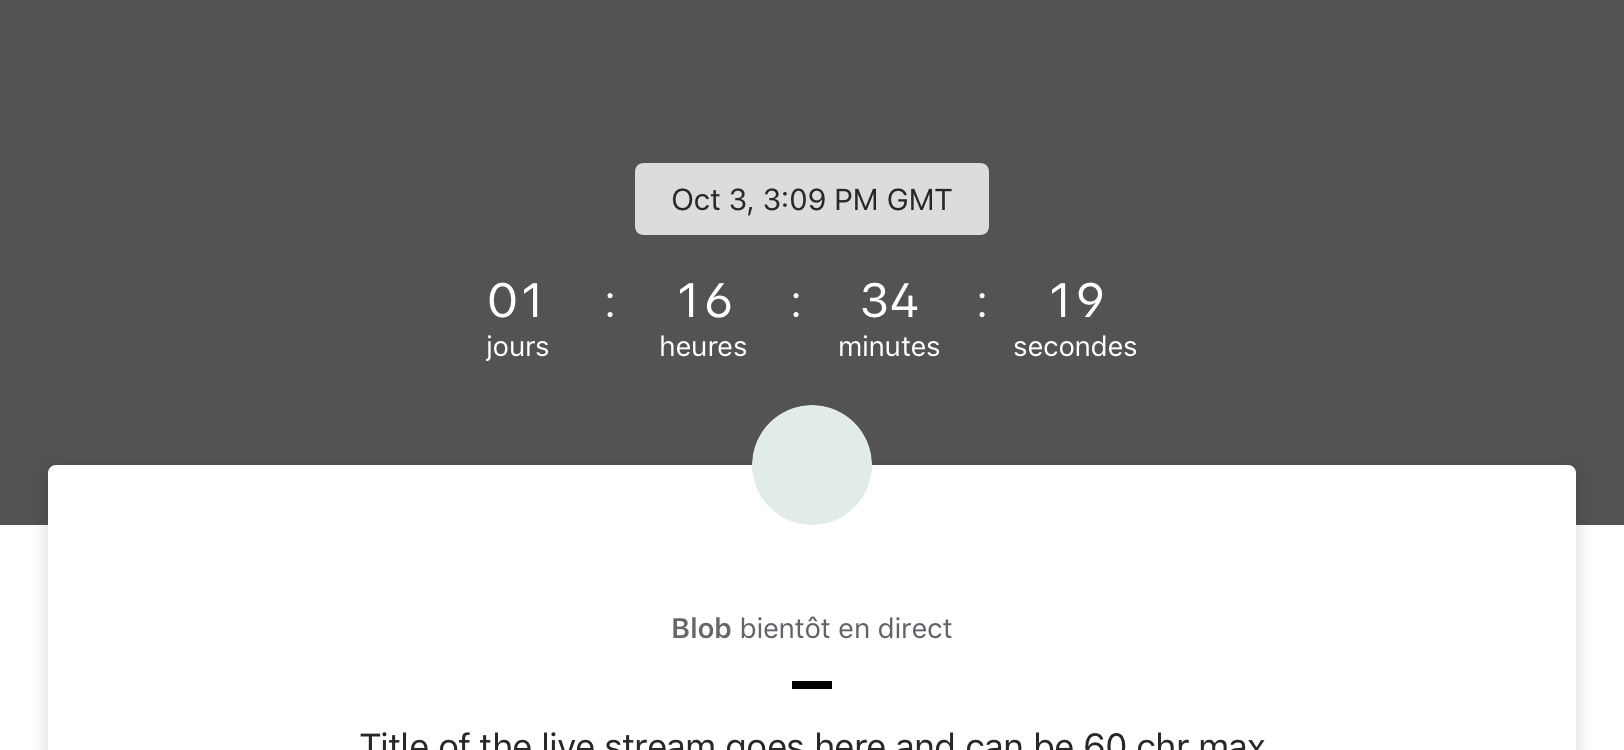 Oct 3, 3:09 PM GMT
01 : 16 : 34 : 19
jours heures minutes secondes
Blob bientôt en direct
Title of the live stream goes here and can be 60 chr max